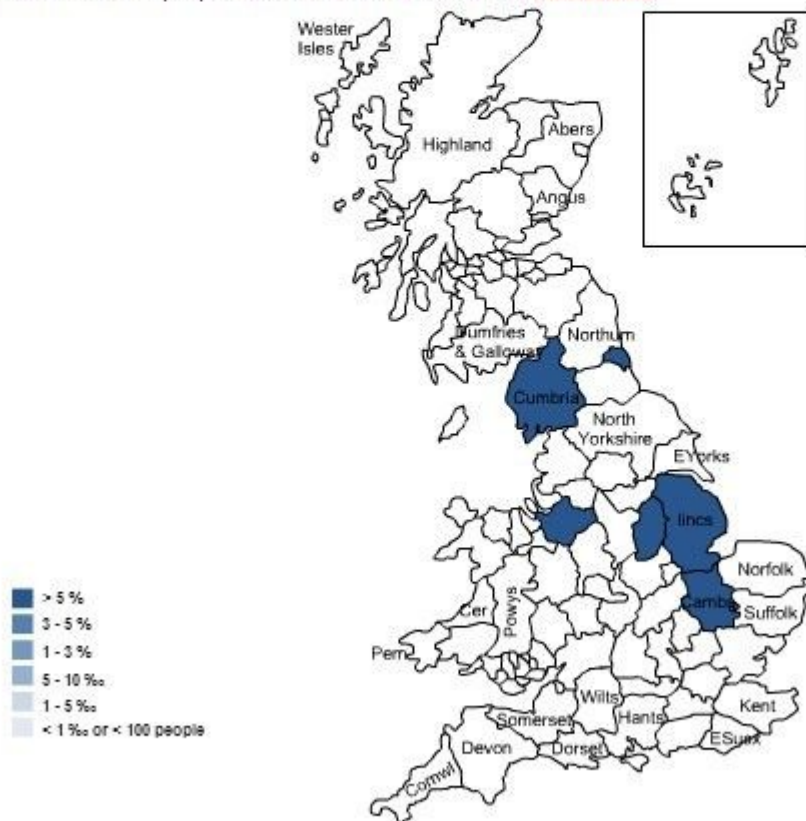 Wester
Isles
Highland
Abers
Angus
Dumfries
& Galloway
Northum
Cumbria
North
Yorkshire
EYorks
lincs
Norfolk
Cambs
Suffolk
Cer
Powys
Pem
Wilts
Kent
Somerset
Hants
ESusx
Devon
Dorset
Cornwl
> 5 %
3 - 5 %
1 - 3 %
5 - 10 ‰
1 - 5 ‰
< 1 ‰ or < 100 people